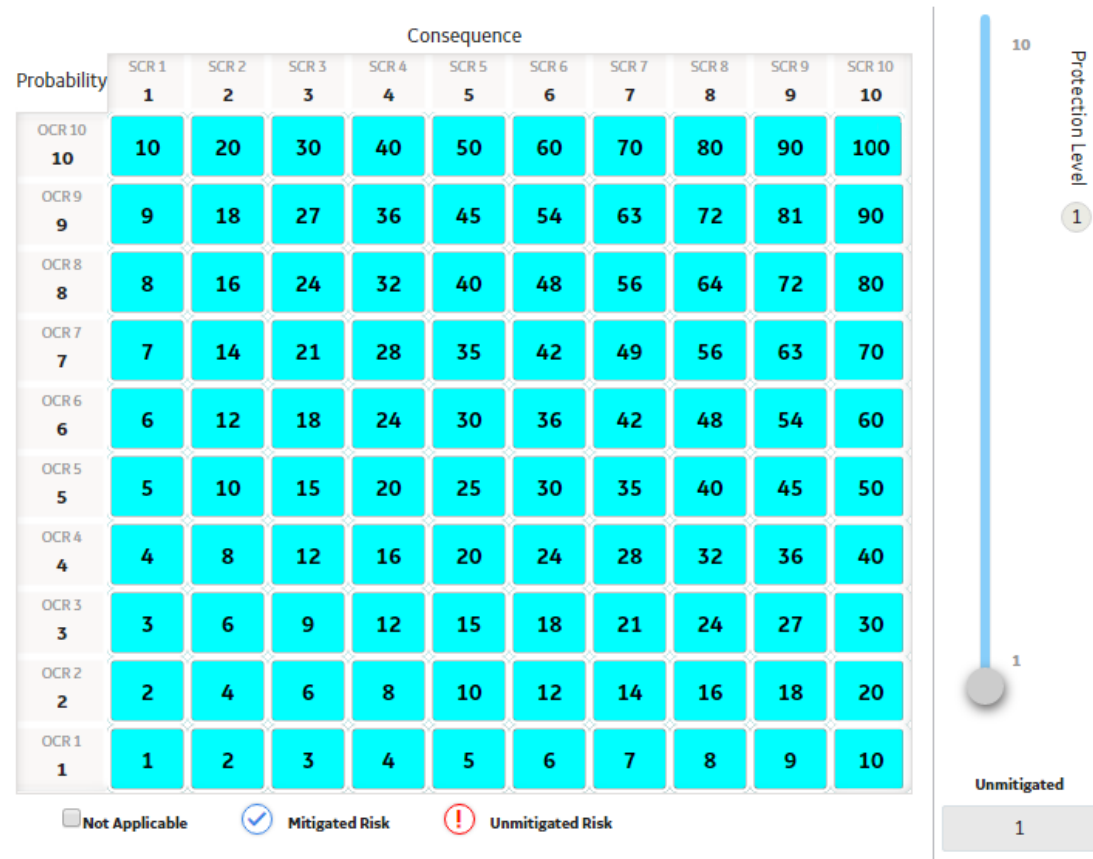 Consequence
Probability
SCR 1 SCR 2 SCR 3 SCR 4 SCR 5 SCR 6 SCR 7 SCR 8 SCR 9 SCR 10
1 2 3 4 5 6 7 8 9 10
OCR 10
10 10 20 30 40 50 60 70 80 90 100
OCR 9
9 9 18 27 36 45 54 63 72 81 90
OCR 8
8 8 16 24 32 40 48 56 64 72 80
OCR 7
7 7 14 21 28 35 42 49 56 63 70
OCR 6
6 6 12 18 24 30 36 42 48 54 60
OCR 5
5 5 10 15 20 25 30 35 40 45 50
OCR 4
4 4 8 12 16 20 24 28 32 36 40
OCR 3
3 3 6 9 12 15 18 21 24 27 30
OCR 2
2 2 4 6 8 10 12 14 16 18 20
OCR 1
1 1 2 3 4 5 6 7 8 9 10
Not Applicable Mitigated Risk ! Unmitigated Risk
10
Protection Level
1
1
Unmitigated
1